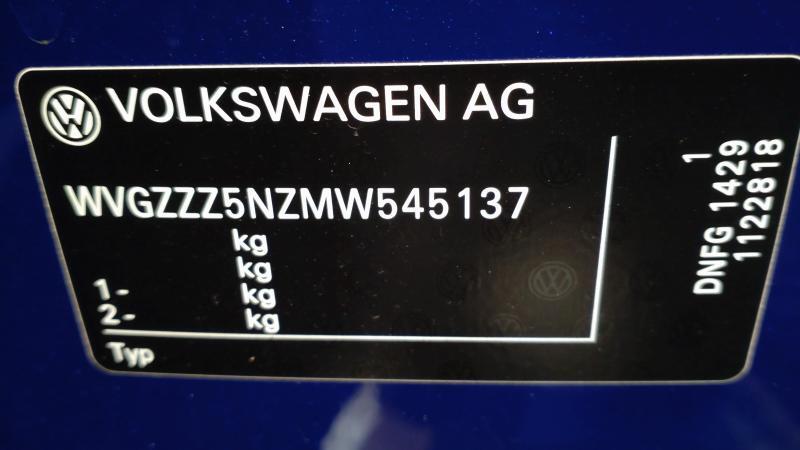 VOLKSWAGEN AG
WVGZZZ5NZMW545137
kg
kg
1- kg
2- kg
Typ
1
DNFG 1429
1122818